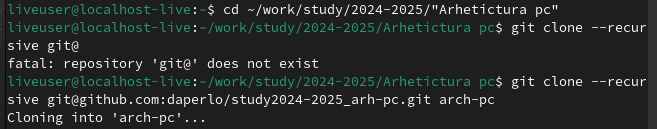 liveuser@localhost-live:~$ cd ~/work/study/2024-2025/"Arhetictura pc"
liveuser@localhost-live:~/work/study/2024-2025/Arhetictura pc$ git clone --recur
sive git@
fatal: repository 'git@' does not exist
liveuser@localhost-live:~/work/study/2024-2025/Arhetictura pc$ git clone --recur
sive git@github.com:daperlo/study2024-2025_arh-pc.git arch-pc
Cloning into 'arch-pc'...